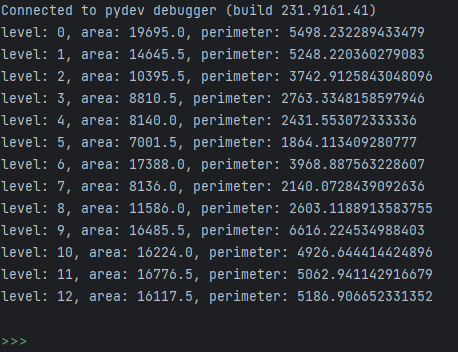 Connected to pydev debugger (build 231.9161.41)
level: 0, area: 19695.0, perimeter: 5498.232289433479
level: 1, area: 14645.5, perimeter: 5248.220360279083
level: 2, area: 10395.5, perimeter: 3742.9125843048096
level: 3, area: 8810.5, perimeter: 2763.3348158597946
level: 4, area: 8140.0, perimeter: 2431.553072333336
level: 5, area: 7001.5, perimeter: 1864.113409280777
level: 6, area: 17388.0, perimeter: 3968.887563228607
level: 7, area: 8136.0, perimeter: 2140.0728439092636
level: 8, area: 11586.0, perimeter: 2603.1188913583755
level: 9, area: 16485.5, perimeter: 6616.224534988403
level: 10, area: 16224.0, perimeter: 4926.644414424896
level: 11, area: 16776.5, perimeter: 5062.941142916679
level: 12, area: 16117.5, perimeter: 5186.906652331352
>>>